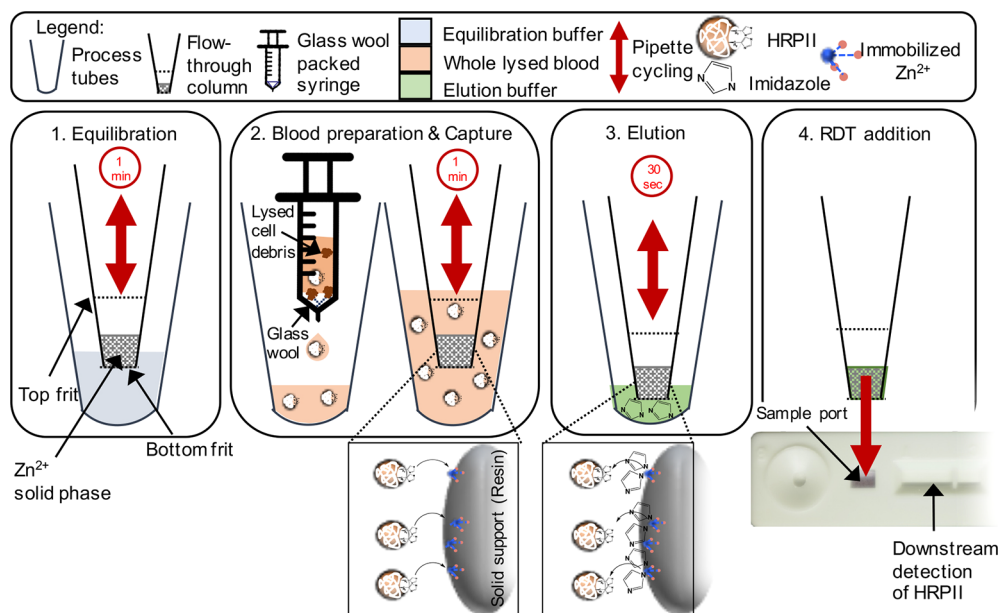 Legend:
Process
tubes
Flow-
through
column
Glass wool
packed
syringe
Equilibration buffer
Whole lysed blood
Elution buffer
Pipette
cycling
HRPII
N
N
Imidazole
Immobilized
Zn²⁺
1. Equilibration
1
min
Top frit
Zn²⁺
solid phase
Bottom frit
2. Blood preparation & Capture
Lysed
cell
debris
Glass
wool
1
min
Solid support (Resin)
3. Elution
30
sec
4. RDT addition
Sample port
Downstream
detection
of HRPII